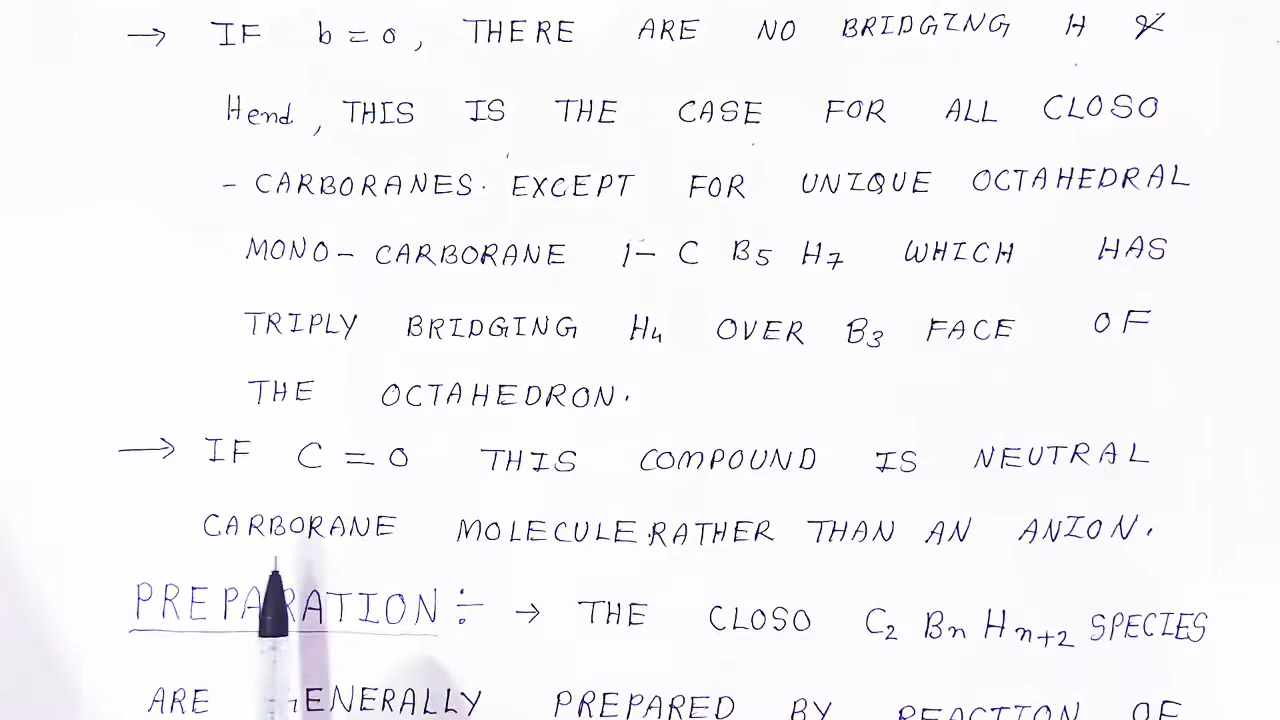 → IF b = 0, THERE ARE NO BRIDGING H &
Hend, THIS IS THE CASE FOR ALL CLOSO
- CARBORANES. EXCEPT FOR UNIQUE OCTAHEDRAL
MONO - CARBORANE 1- C B5 H7 WHICH HAS
TRIPLY BRIDGING H4 OVER B3 FACE OF
THE OCTAHEDRON.
→ IF C = 0 THIS COMPOUND IS NEUTRAL
CARBORANE MOLECULE. RATHER THAN AN ANION.
PREPARATION ÷ → THE CLOSO C2 Bn Hn+2 SPECIES
ARE GENERALLY PREPARED BY REACTION OF